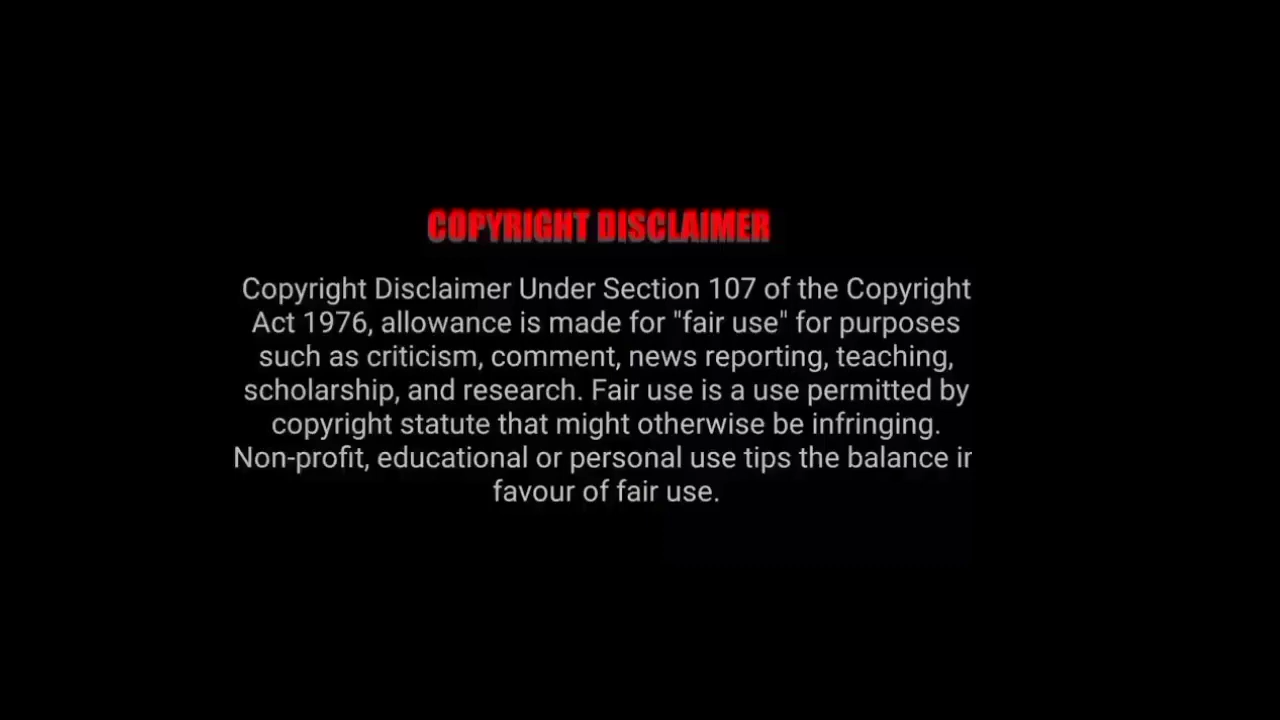 COPYRIGHT DISCLAIMER
Copyright Disclaimer Under Section 107 of the Copyright
Act 1976, allowance is made for "fair use" for purposes
such as criticism, comment, news reporting, teaching,
scholarship, and research. Fair use is a use permitted by
copyright statute that might otherwise be infringing.
Non-profit, educational or personal use tips the balance in
favour of fair use.